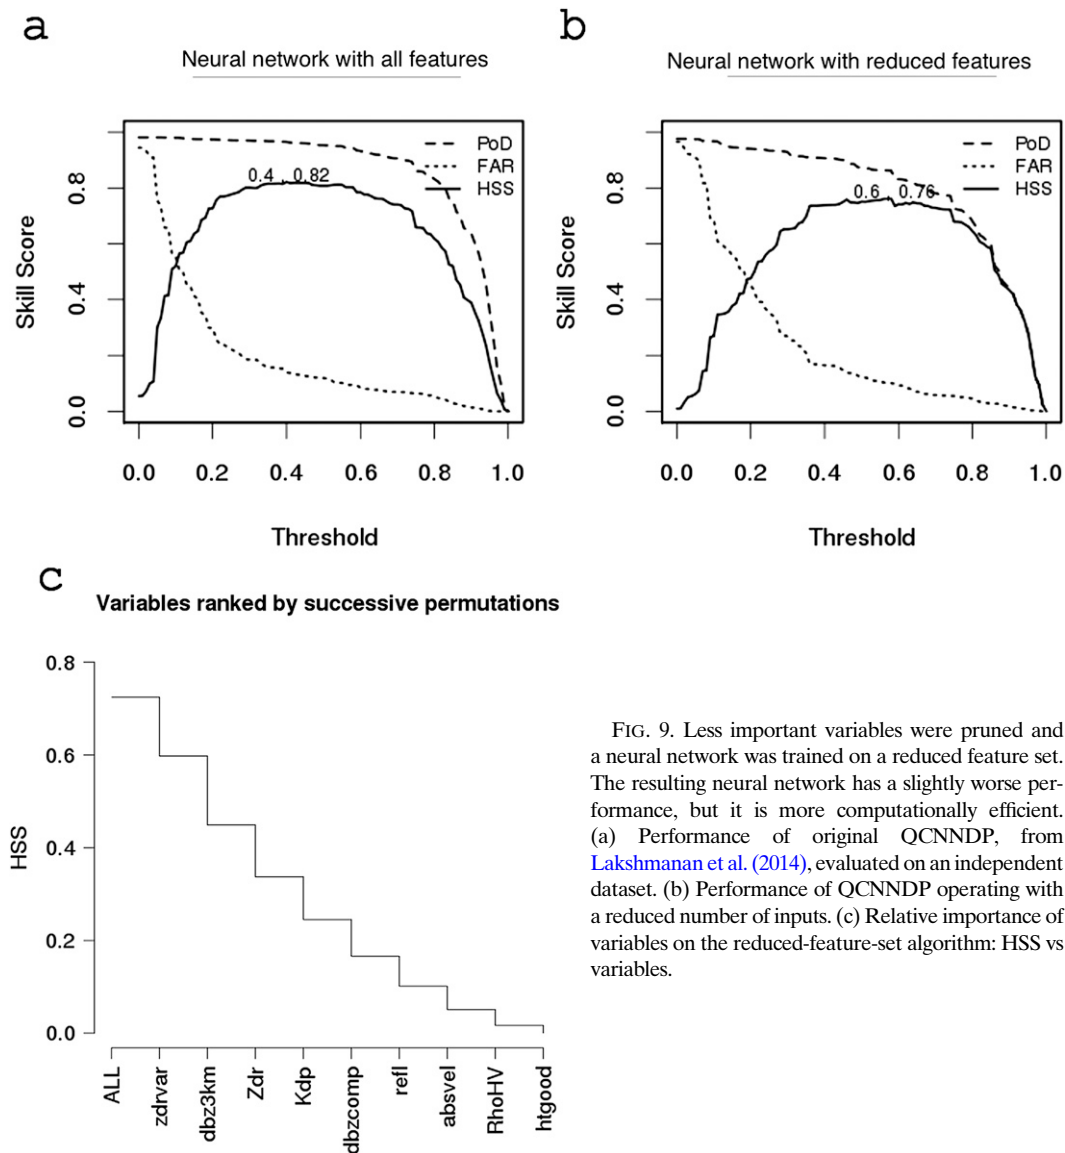 a
Neural network with all features
PoD
FAR
HSS
0.4 0.82
0.8
0.4
0.0
Skill Score
0.0 0.2 0.4 0.6 0.8 1.0
Threshold
b
Neural network with reduced features
PoD
FAR
HSS
0.6 0.76
0.8
0.4
0.0
Skill Score
0.0 0.2 0.4 0.6 0.8 1.0
Threshold
c
Variables ranked by successive permutations
0.8
0.6
0.4
0.2
0.0
HSS
ALL
zdrvar
dbz3km
Zdr
Kdp
dbzcomp
refl
absvel
RhoHV
htgood
FIG. 9. Less important variables were pruned and
a neural network was trained on a reduced feature set.
The resulting neural network has a slightly worse per-
formance, but it is more computationally efficient.
(a) Performance of original QCNNDP, from
Lakshmanan et al. (2014), evaluated on an independent
dataset. (b) Performance of QCNNDP operating with
a reduced number of inputs. (c) Relative importance of
variables on the reduced-feature-set algorithm: HSS vs
variables.